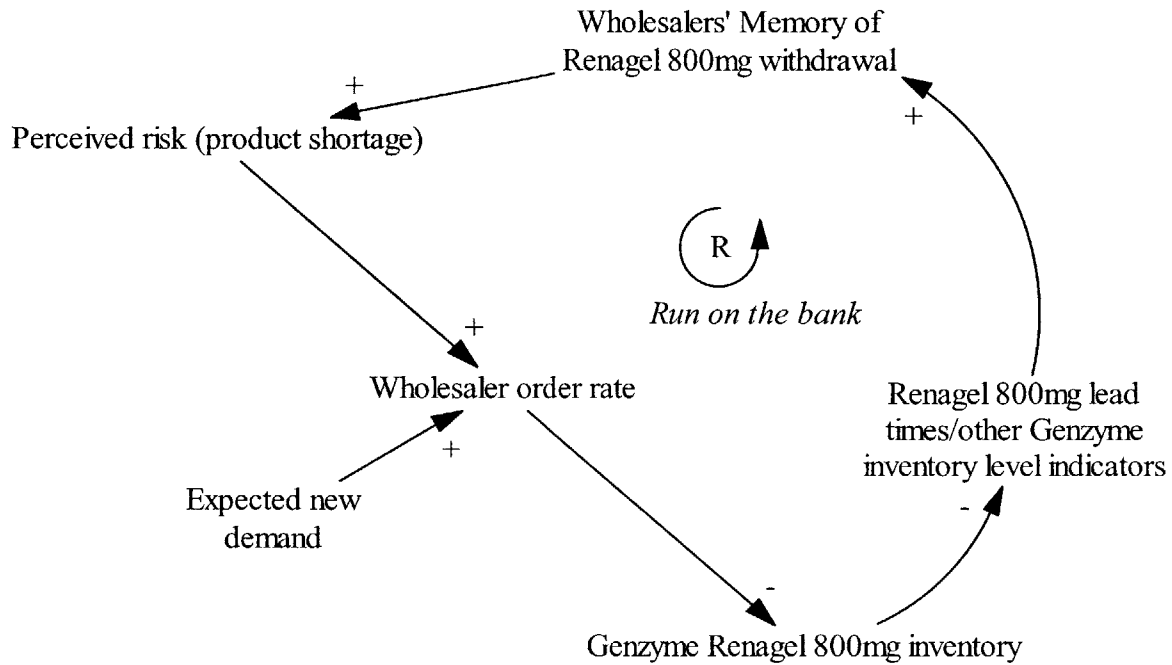 Wholesalers' Memory of
Renagel 800mg withdrawal
+
+
Perceived risk (product shortage)
R
Run on the bank
+
Wholesaler order rate
+
Renagel 800mg lead
times/other Genzyme
inventory level indicators
-
Expected new
demand
-
Genzyme Renagel 800mg inventory